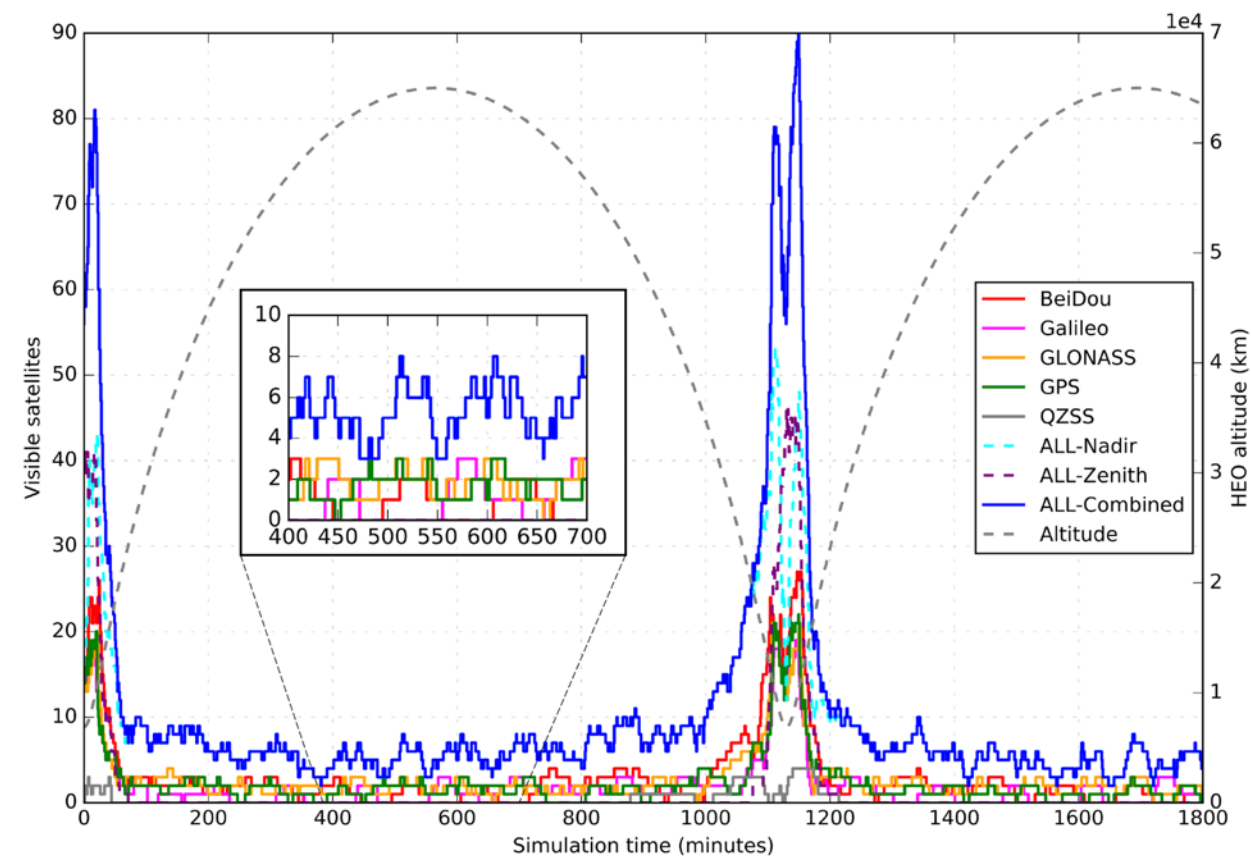 1e4
90
80
70
60
50
40
30
20
10
0
Visible satellites
7
6
5
4
3
2
1
0
HEO altitude (km)
10
8
6
4
2
0
400 450 500 550 600 650 700
BeiDou
Galileo
GLONASS
GPS
QZSS
ALL-Nadir
ALL-Zenith
ALL-Combined
Altitude
0 200 400 600 800 1000 1200 1400 1600 1800
Simulation time (minutes)